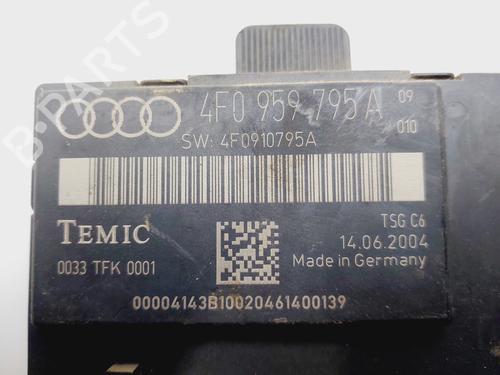 B-PARTS
4F0 959 795 A 09
010
SW: 4F0910795A
TEMIC
TSG C6
14.06.2004
0033 TFK 0001
Made in Germany
00004143B10020461400139